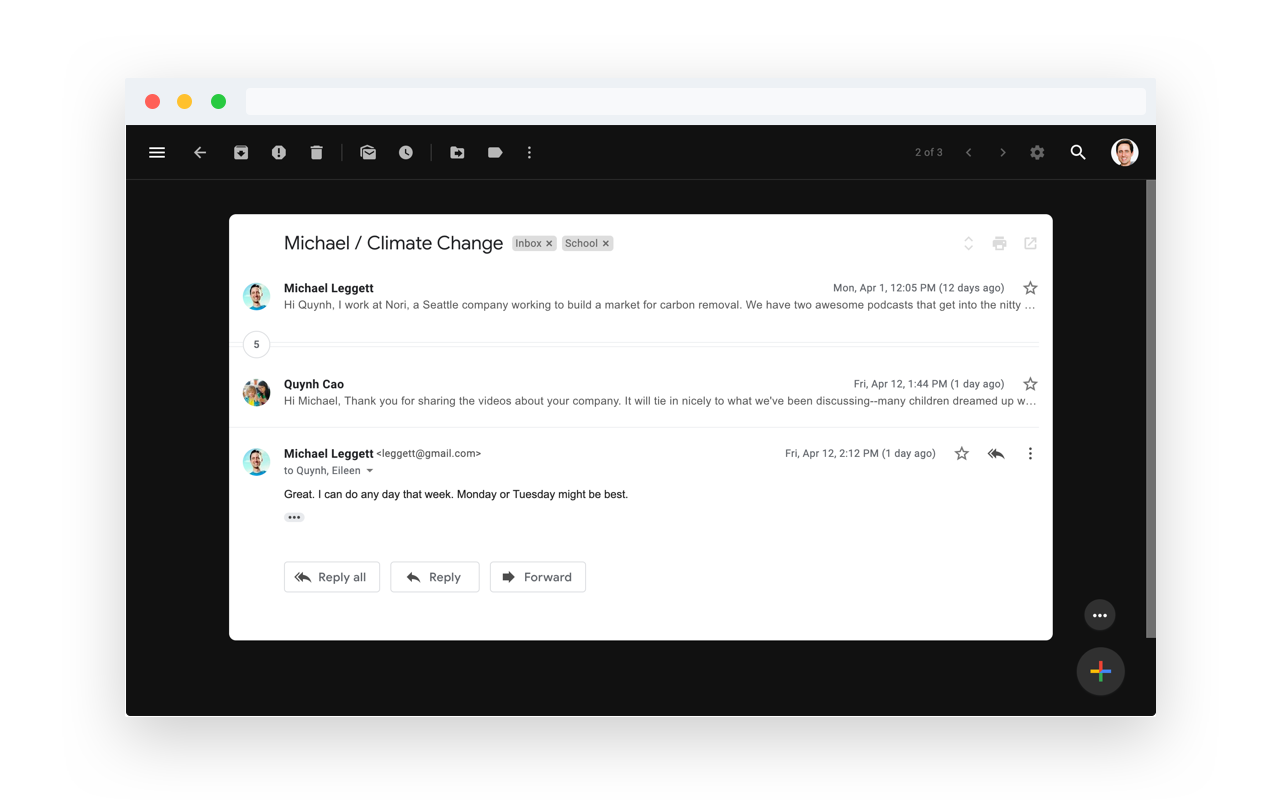 2 of 3
Michael / Climate Change Inbox × School ×
Michael Leggett Mon, Apr 1, 12:05 PM (12 days ago)
Hi Quynh, I work at Nori, a Seattle company working to build a market for carbon removal. We have two awesome podcasts that get into the nitty …
5
Quynh Cao Fri, Apr 12, 1:44 PM (1 day ago)
Hi Michael, Thank you for sharing the videos about your company. It will tie in nicely to what we've been discussing--many children dreamed up w…
Michael Leggett <leggett@gmail.com> Fri, Apr 12, 2:12 PM (1 day ago)
to Quynh, Eileen
Great. I can do any day that week. Monday or Tuesday might be best.
Reply all Reply Forward